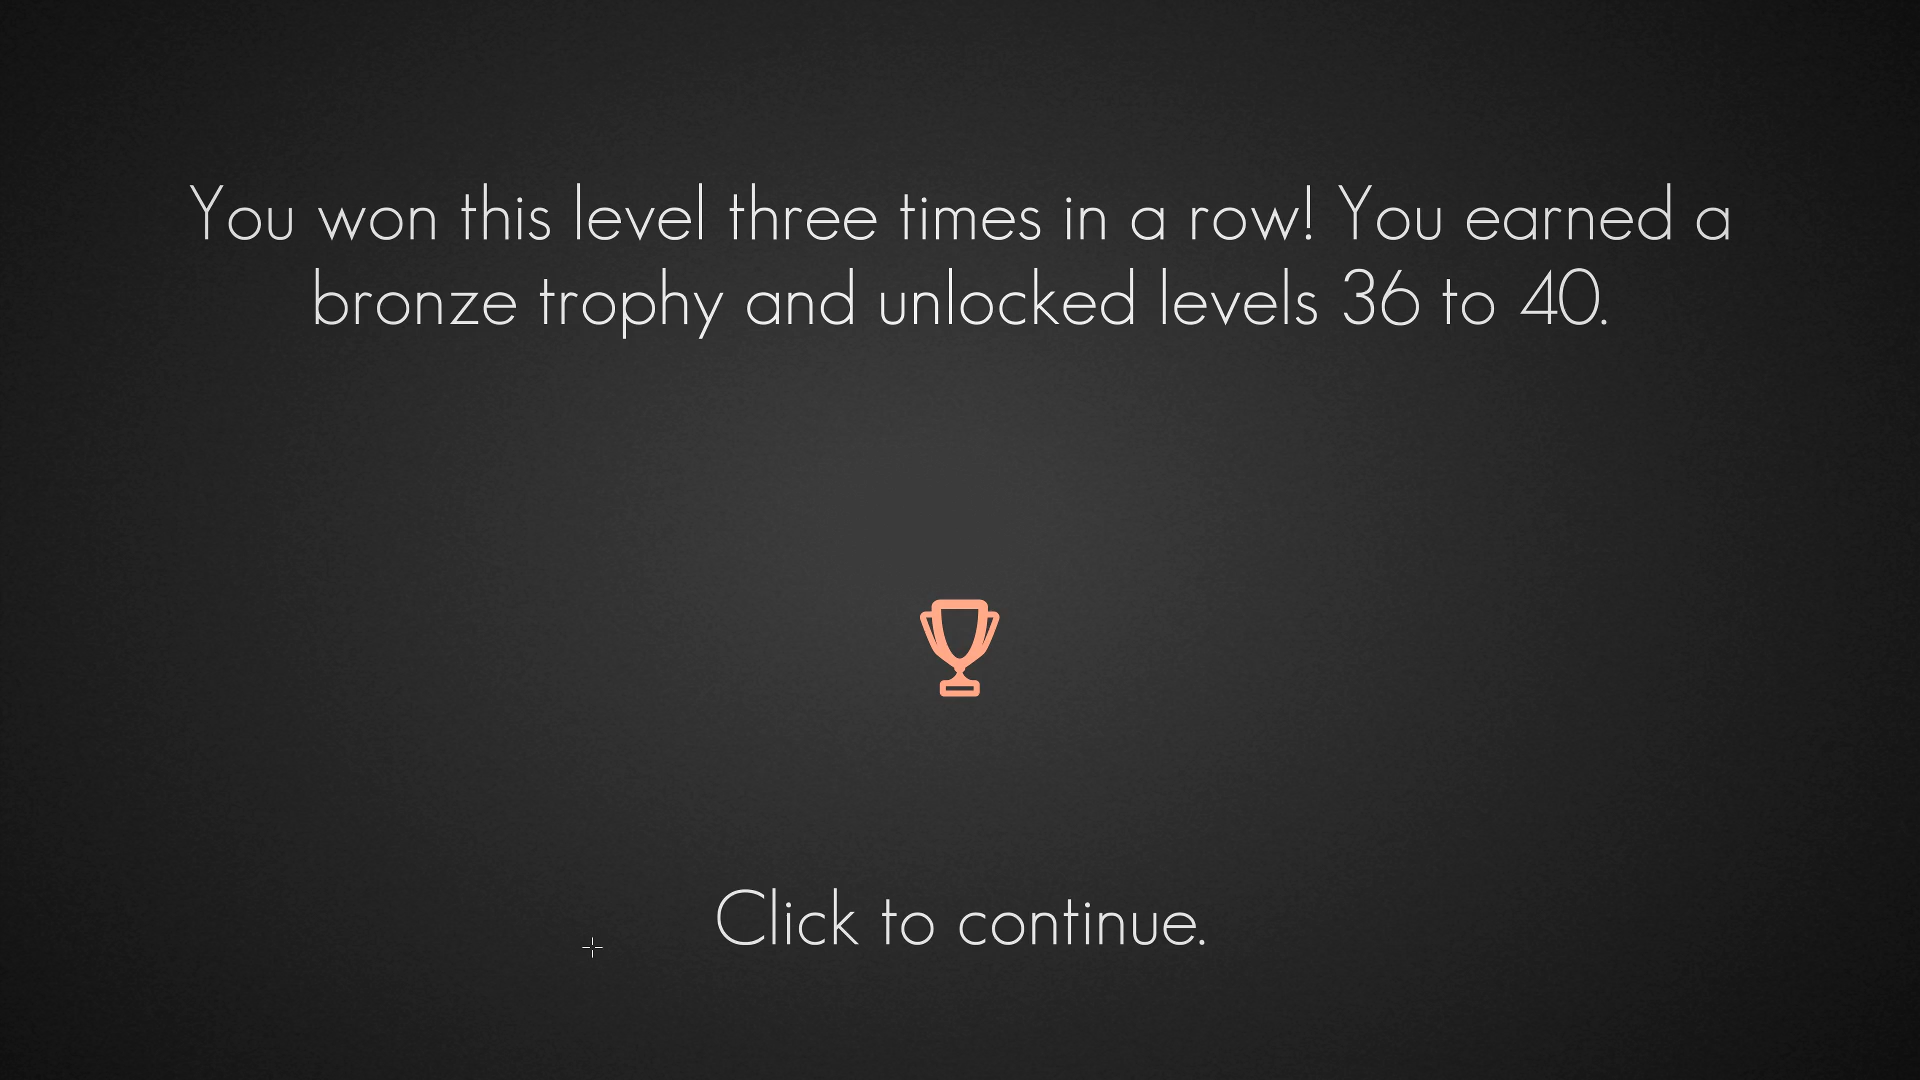 You won this level three times in a row! You earned a
bronze trophy and unlocked levels 36 to 40.
Click to continue.